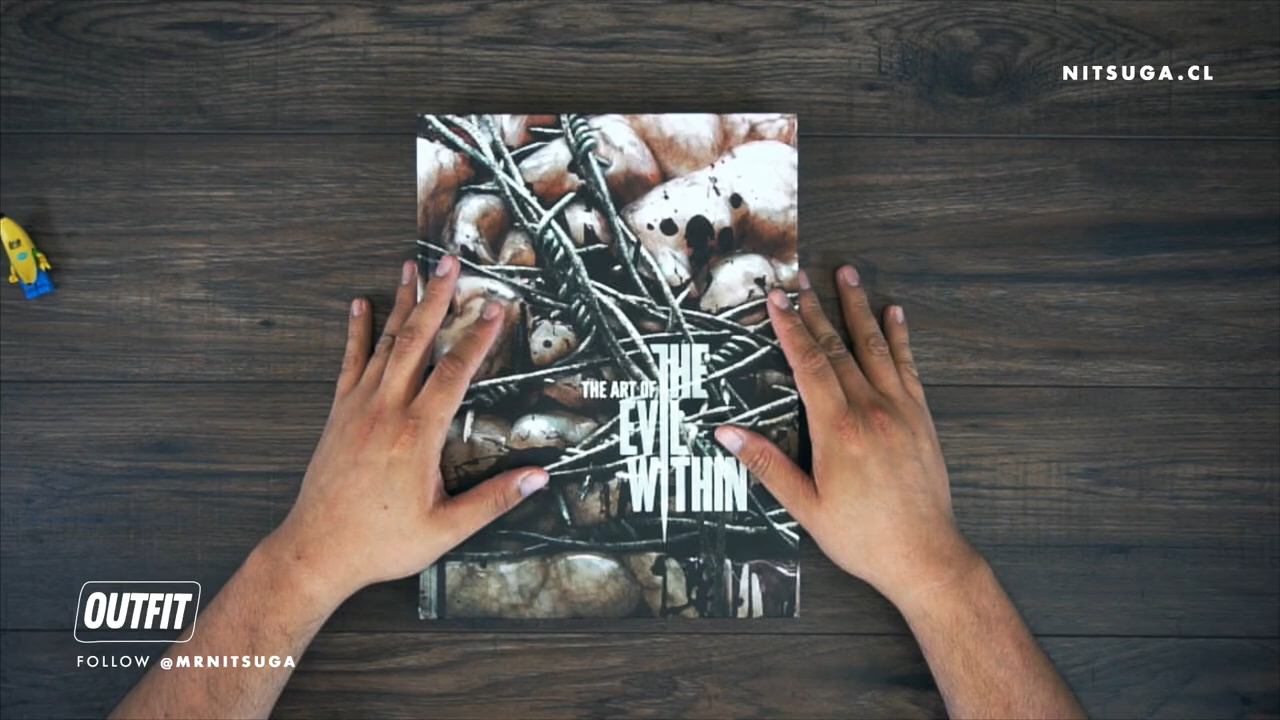 NITSUGA.CL
THE ART OF THE
EVIL
WITHIN
OUTFIT
FOLLOW @MRNITSUGA